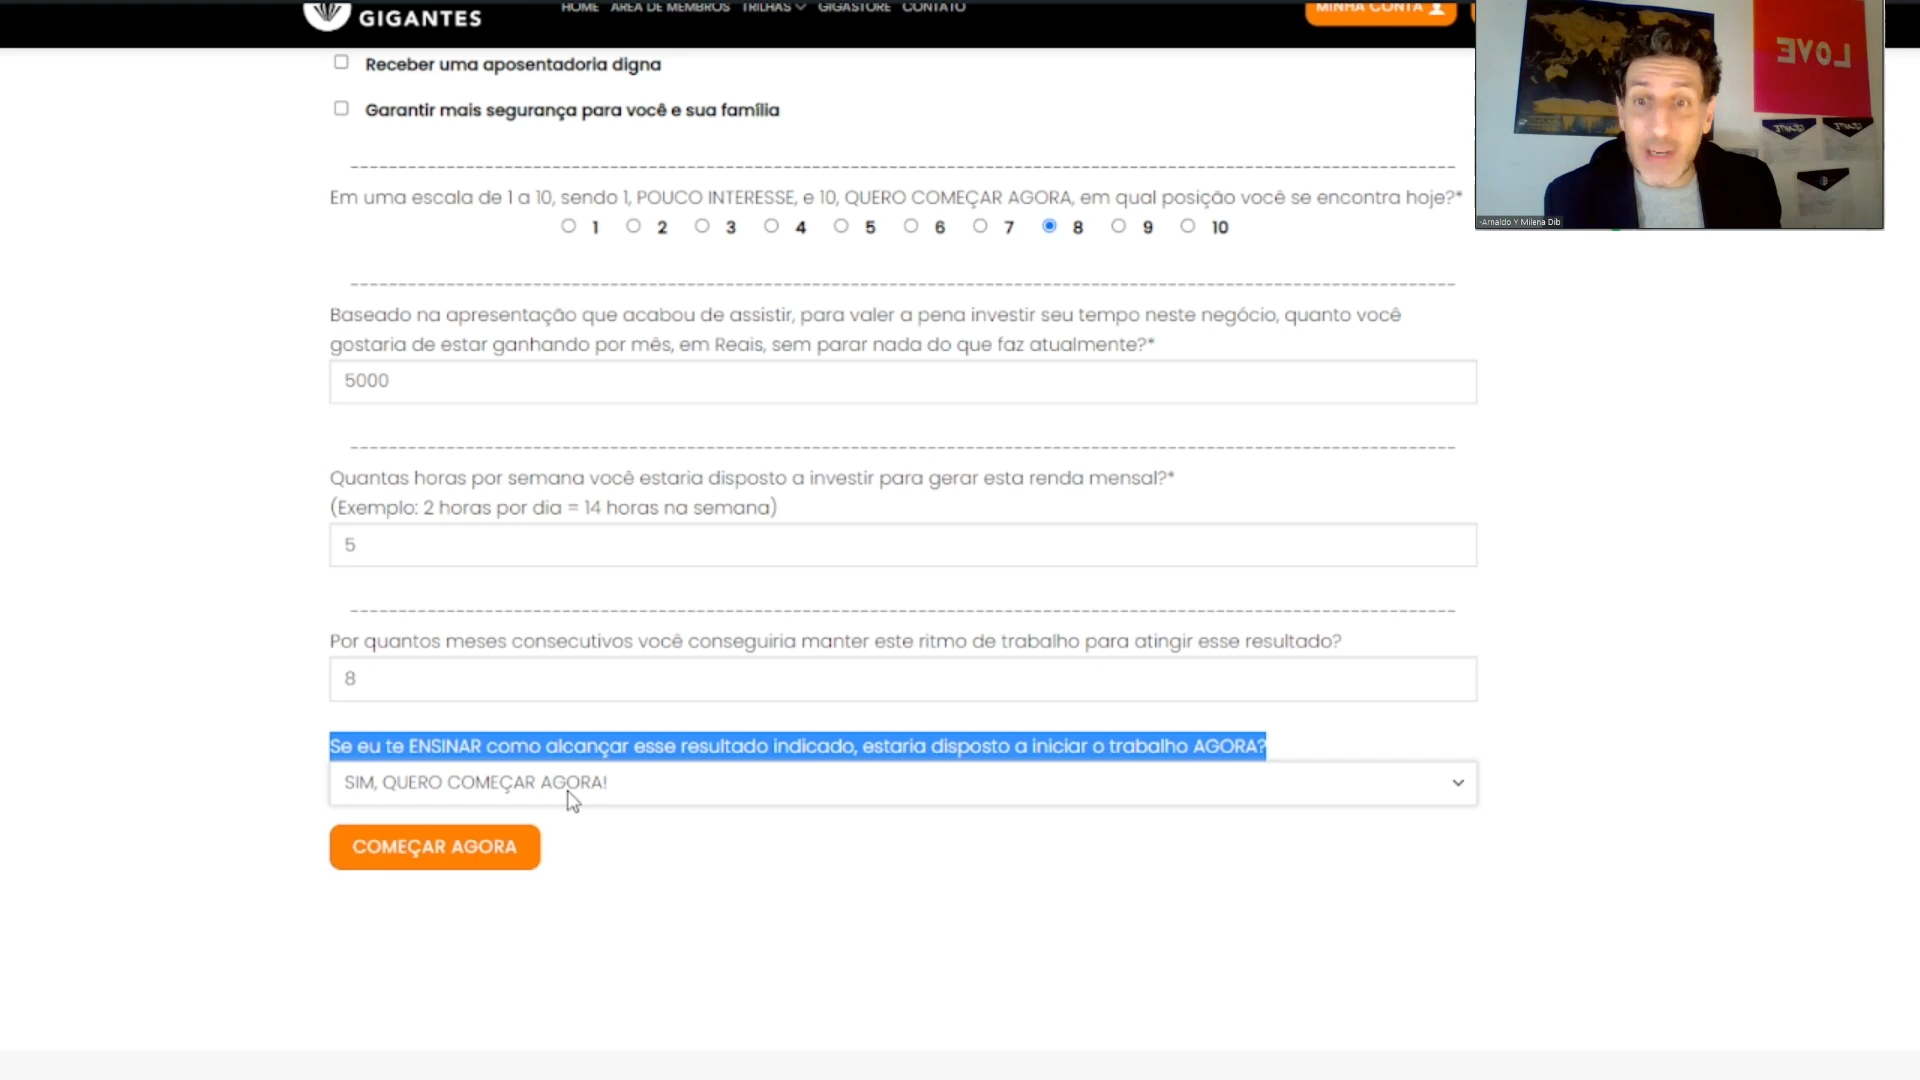 GIGANTES
HOME ÁREA DE MEMBROS TRILHAS GIGASTORE CONTATO
MINHA CONTA
LOVE
Receber uma aposentadoria digna
Garantir mais segurança para você e sua família
-Arnaldo Y Milena Dib
Em uma escala de 1 a 10, sendo 1, POUCO INTERESSE, e 10, QUERO COMEÇAR AGORA, em qual posição você se encontra hoje?*
1 2 3 4 5 6 7 8 9 10
Baseado na apresentação que acabou de assistir, para valer a pena investir seu tempo neste negócio, quanto você
gostaria de estar ganhando por mês, em Reais, sem parar nada do que faz atualmente?*
5000
Quantas horas por semana você estaria disposto a investir para gerar esta renda mensal?*
(Exemplo: 2 horas por dia = 14 horas na semana)
5
Por quantos meses consecutivos você conseguiria manter este ritmo de trabalho para atingir esse resultado?
8
Se eu te ENSINAR como alcançar esse resultado indicado, estaria disposto a iniciar o trabalho AGORA?
SIM, QUERO COMEÇAR AGORA!
COMEÇAR AGORA